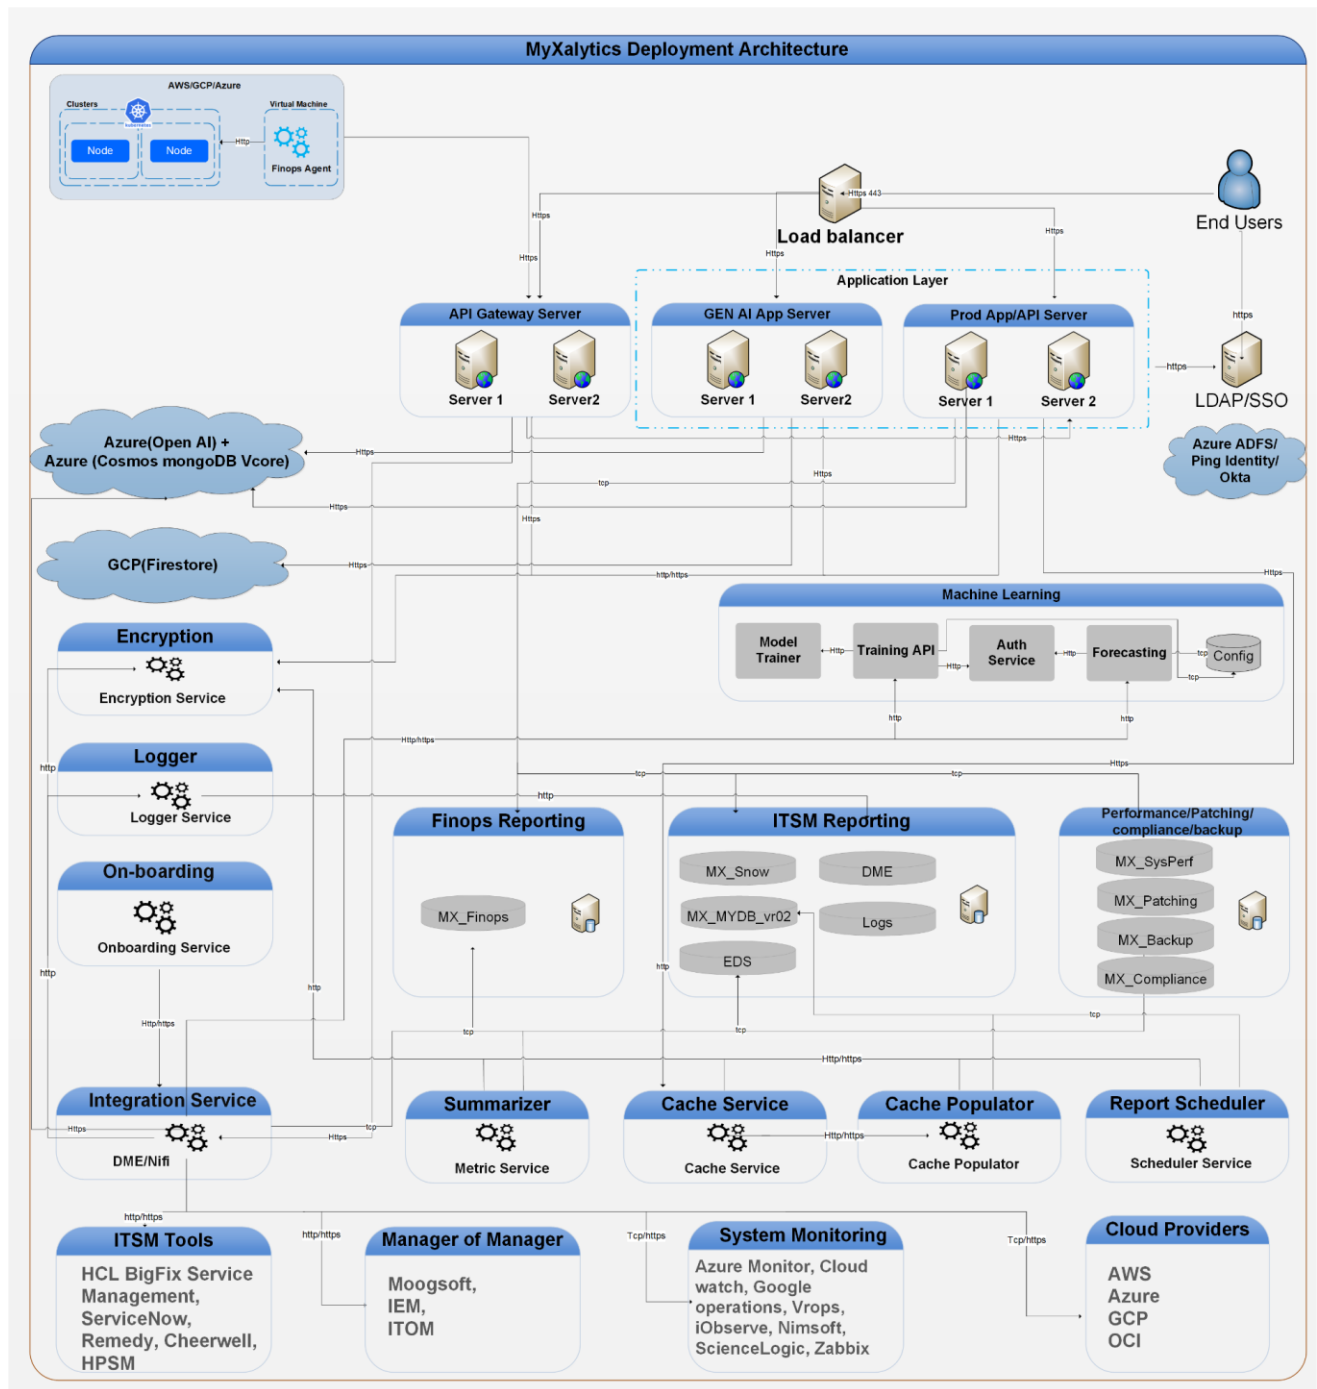 MyXalytics Deployment Architecture
AWS/GCP/Azure
Clusters
Virtual Machine
kubernetes
Node
Node
Http
Finops Agent
Https 443
End Users
Load balancer
Https
Https
Https
Https
Application Layer
API Gateway Server
GEN AI App Server
Prod App/API Server
Server 1
Server2
Server 1
Server2
Server 1
Server 2
https
Https
LDAP/SSO
Azure(Open AI) +
Azure (Cosmos mongoDB Vcore)
Azure ADFS/
Ping Identity/
Okta
Https
Https
Https
tcp
Https
Https
GCP(Firestore)
Https
http/https
Https
Machine Learning
Model
Trainer
Http
Training API
Http
Auth
Service
Http
Forecasting
tcp
Config
tcp
http
http
Encryption
Encryption Service
Http/https
Https
Logger
Logger Service
http
http
tcp
tcp
On-boarding
Onboarding Service
http
Finops Reporting
MX_Finops
ITSM Reporting
MX_Snow
DME
MX_MYDB_vr02
Logs
EDS
Performance/Patching/
compliance/backup
MX_SysPerf
MX_Patching
MX_Backup
MX_Compliance
http
http
Http/https
tcp
tcp
tcp
Http/https
Integration Service
DME/Nifi
Https
tcp
Https
Summarizer
Metric Service
Cache Service
Cache Service
Http/https
Cache Populator
Cache Populator
Report Scheduler
Scheduler Service
http/https
http/https
Tcp/https
Tcp/https
ITSM Tools
HCL BigFix Service
Management,
ServiceNow,
Remedy, Cheerwell,
HPSM
Manager of Manager
Moogsoft,
IEM,
ITOM
System Monitoring
Azure Monitor, Cloud
watch, Google
operations, Vrops,
iObserve, Nimsoft,
ScienceLogic, Zabbix
Cloud Providers
AWS
Azure
GCP
OCI